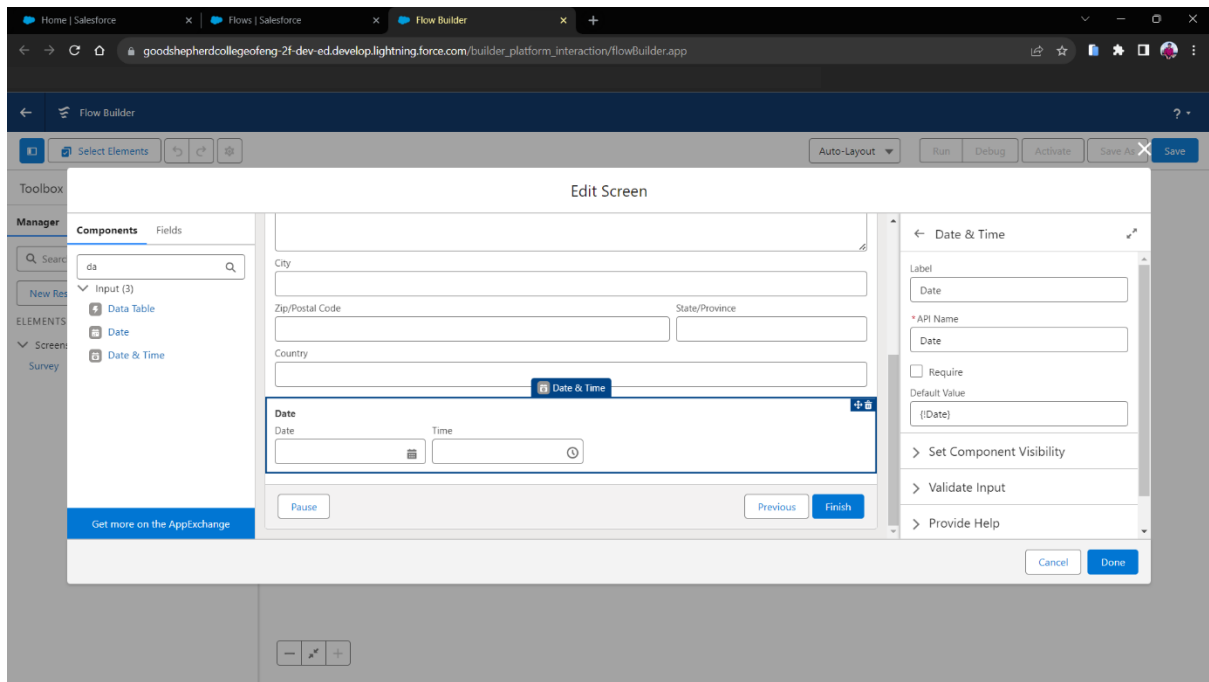 Home | Salesforce
Flows | Salesforce
Flow Builder
goodshepherdcollegeofeng-2f-dev-ed.develop.lightning.force.com/builder_platform_interaction/flowBuilder.app
Flow Builder
?
Select Elements
Auto-Layout
Run
Debug
Activate
Save As
Save
Toolbox
Edit Screen
Manager
Components
Fields
Date & Time
Searc
da
City
Label
Input (3)
Date
New Res
Data Table
Zip/Postal Code
State/Province
* API Name
ELEMENTS
Date
Date
Screens
Date & Time
Country
Survey
Require
Date & Time
Default Value
Date
{!Date}
Date
Time
Set Component Visibility
Validate Input
Pause
Previous
Finish
Get more on the AppExchange
Provide Help
Cancel
Done